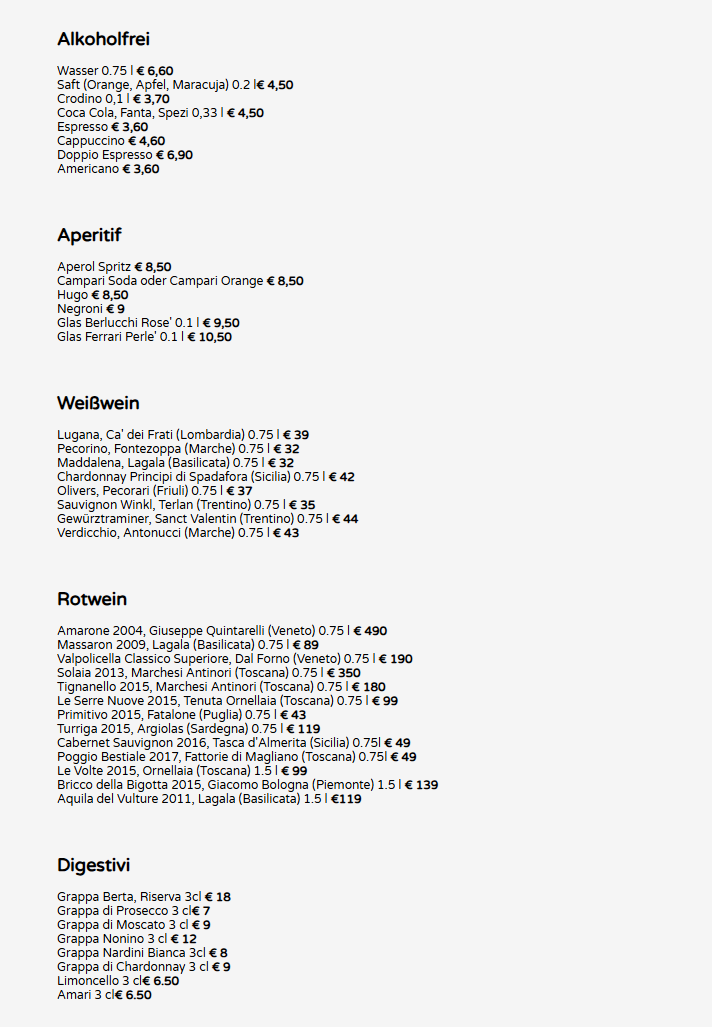 Alkoholfrei
Wasser 0.75 l € 6,60
Saft (Orange, Apfel, Maracuja) 0.2 l€ 4,50
Crodino 0,1 l € 3,70
Coca Cola, Fanta, Spezi 0,33 l € 4,50
Espresso € 3,60
Cappuccino € 4,60
Doppio Espresso € 6,90
Americano € 3,60
Aperitif
Aperol Spritz € 8,50
Campari Soda oder Campari Orange € 8,50
Hugo € 8,50
Negroni € 9
Glas Berlucchi Rose' 0.1 l € 9,50
Glas Ferrari Perle' 0.1 l € 10,50
Weißwein
Lugana, Ca' dei Frati (Lombardia) 0.75 l € 39
Pecorino, Fontezoppa (Marche) 0.75 l € 32
Maddalena, Lagala (Basilicata) 0.75 l € 32
Chardonnay Principi di Spadafora (Sicilia) 0.75 l € 42
Olivers, Pecorari (Friuli) 0.75 l € 37
Sauvignon Winkl, Terlan (Trentino) 0.75 l € 35
Gewürztraminer, Sanct Valentin (Trentino) 0.75 l € 44
Verdicchio, Antonucci (Marche) 0.75 l € 43
Rotwein
Amarone 2004, Giuseppe Quintarelli (Veneto) 0.75 l € 490
Massaron 2009, Lagala (Basilicata) 0.75 l € 89
Valpolicella Classico Superiore, Dal Forno (Veneto) 0.75 l € 190
Solaia 2013, Marchesi Antinori (Toscana) 0.75 l € 350
Tignanello 2015, Marchesi Antinori (Toscana) 0.75 l € 180
Le Serre Nuove 2015, Tenuta Ornellaia (Toscana) 0.75 l € 99
Primitivo 2015, Fatalone (Puglia) 0.75 l € 43
Turriga 2015, Argiolas (Sardegna) 0.75 l € 119
Cabernet Sauvignon 2016, Tasca d'Almerita (Sicilia) 0.75l € 49
Poggio Bestiale 2017, Fattorie di Magliano (Toscana) 0.75l € 49
Le Volte 2015, Ornellaia (Toscana) 1.5 l € 99
Bricco della Bigotta 2015, Giacomo Bologna (Piemonte) 1.5 l € 139
Aquila del Vulture 2011, Lagala (Basilicata) 1.5 l €119
Digestivi
Grappa Berta, Riserva 3cl € 18
Grappa di Prosecco 3 cl€ 7
Grappa di Moscato 3 cl € 9
Grappa Nonino 3 cl € 12
Grappa Nardini Bianca 3cl € 8
Grappa di Chardonnay 3 cl € 9
Limoncello 3 cl€ 6.50
Amari 3 cl€ 6.50